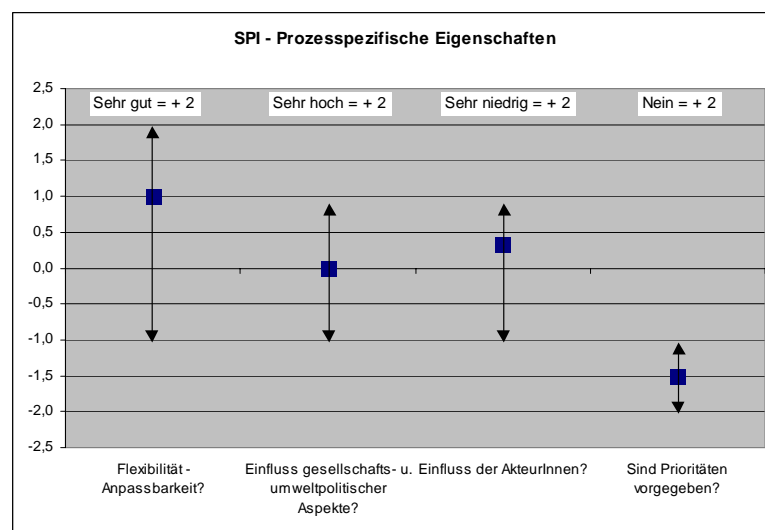 SPI - Prozesspezifische Eigenschaften
Sehr gut = + 2
Sehr hoch = + 2
Sehr niedrig = + 2
Nein = + 2
2,5
2,0
1,5
1,0
0,5
0,0
-0,5
-1,0
-1,5
-2,0
-2,5
Flexibilität -
Anpassbarkeit?
Einfluss gesellschafts- u.
umweltpolitischer
Aspekte?
Einfluss der AkteurInnen?
Sind Prioritäten
vorgegeben?